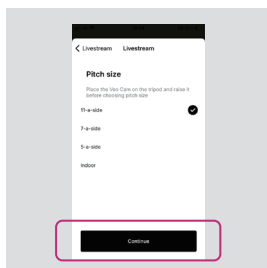 Livestream Livestream
Pitch size
Place the Veo Care on the tripod and raise it
before choosing pitch size
11-a-side
7-a-side
5-a-side
Indoor
Continue